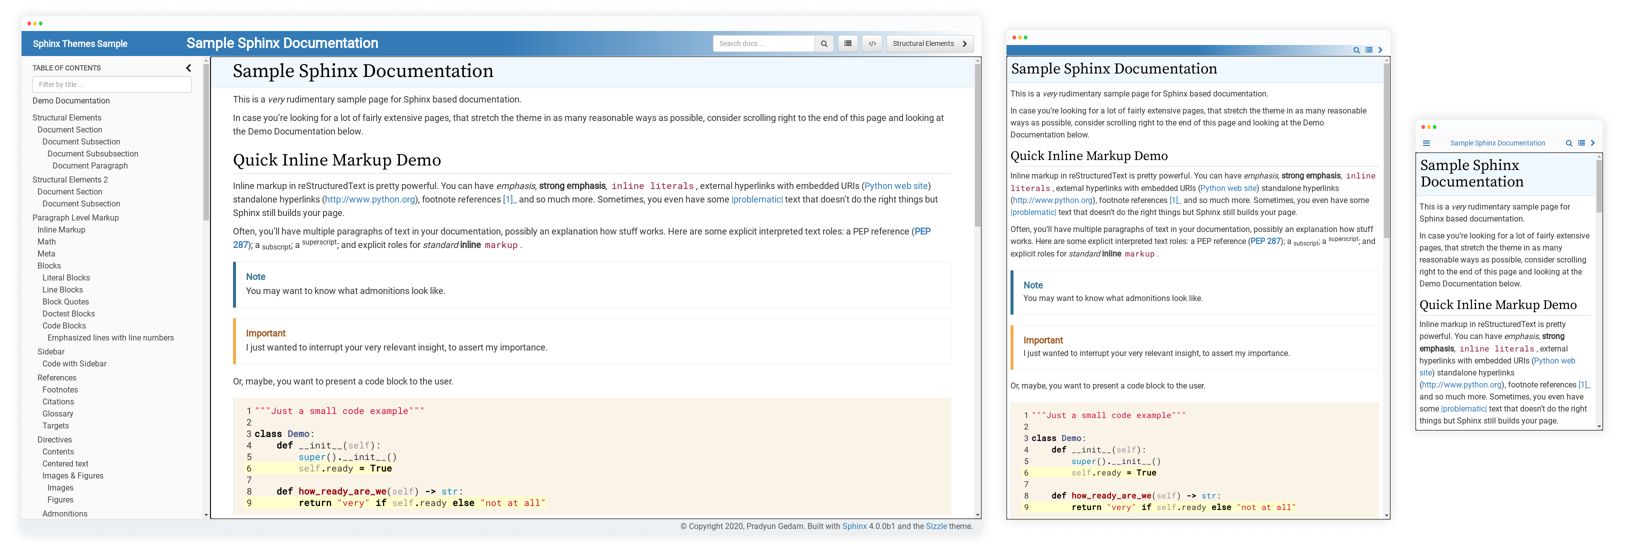 Sphinx Themes Sample
Sample Sphinx Documentation
Search docs ...
</>
Structural Elements
TABLE OF CONTENTS
Filter by title ...
Demo Documentation
Structural Elements
Document Section
Document Subsection
Document Subsubsection
Document Paragraph
Structural Elements 2
Document Section
Document Subsection
Paragraph Level Markup
Inline Markup
Math
Meta
Blocks
Literal Blocks
Line Blocks
Block Quotes
Doctest Blocks
Code Blocks
Emphasized lines with line numbers
Sidebar
Code with Sidebar
References
Footnotes
Citations
Glossary
Targets
Directives
Contents
Centered text
Images & Figures
Images
Figures
Admonitions
Sample Sphinx Documentation
This is a very rudimentary sample page for Sphinx based documentation.
In case you're looking for a lot of fairly extensive pages, that stretch the theme in as many reasonable ways as possible, consider scrolling right to the end of this page and looking at
the Demo Documentation below.
Quick Inline Markup Demo
Inline markup in reStructuredText is pretty powerful. You can have emphasis, strong emphasis, inline literals, external hyperlinks with embedded URIs (Python web site)
standalone hyperlinks (http://www.python.org), footnote references [1]_ and so much more. Sometimes, you even have some |problematic| text that doesn't do the right things but
Sphinx still builds your page.
Often, you'll have multiple paragraphs of text in your documentation, possibly an explanation how stuff works. Here are some explicit interpreted text roles: a PEP reference (PEP
287); a subscript; a superscript; and explicit roles for standard inline markup.
Note
You may want to know what admonitions look like.
Important
I just wanted to interrupt your very relevant insight, to assert my importance.
Or, maybe, you want to present a code block to the user.
1 """Just a small code example"""
2
3 class Demo:
4     def __init__(self):
5         super().__init__()
6         self.ready = True
7
8     def how_ready_are_we(self) -> str:
9         return "very" if self.ready else "not at all"
© Copyright 2020, Pradyun Gedam. Built with Sphinx 4.0.0b1 and the Sizzle theme.
Sample Sphinx Documentation
This is a very rudimentary sample page for Sphinx based documentation.
In case you're looking for a lot of fairly extensive pages, that stretch the theme in as many reasonable
ways as possible, consider scrolling right to the end of this page and looking at the Demo
Documentation below.
Quick Inline Markup Demo
Inline markup in reStructuredText is pretty powerful. You can have emphasis, strong emphasis, inline
literals, external hyperlinks with embedded URIs (Python web site) standalone hyperlinks
(http://www.python.org), footnote references [1]_ and so much more. Sometimes, you even have some
|problematic| text that doesn't do the right things but Sphinx still builds your page.
Often, you'll have multiple paragraphs of text in your documentation, possibly an explanation how stuff
works. Here are some explicit interpreted text roles: a PEP reference (PEP 287); a subscript; a superscript; and
explicit roles for standard inline markup.
Note
You may want to know what admonitions look like.
Important
I just wanted to interrupt your very relevant insight, to assert my importance.
Or, maybe, you want to present a code block to the user.
1 """Just a small code example"""
2
3 class Demo:
4     def __init__(self):
5         super().__init__()
6         self.ready = True
7
8     def how_ready_are_we(self) -> str:
9         return "very" if self.ready else "not at all"
Sample Sphinx Documentation
Sample Sphinx
Documentation
This is a very rudimentary sample page for
Sphinx based documentation.
In case you're looking for a lot of fairly extensive
pages, that stretch the theme in as many
reasonable ways as possible, consider scrolling
right to the end of this page and looking at the
Demo Documentation below.
Quick Inline Markup Demo
Inline markup in reStructuredText is pretty
powerful. You can have emphasis, strong
emphasis, inline literals, external
hyperlinks with embedded URIs (Python web
site) standalone hyperlinks
(http://www.python.org), footnote references [1]_
and so much more. Sometimes, you even have
some |problematic| text that doesn't do the right
things but Sphinx still builds your page.